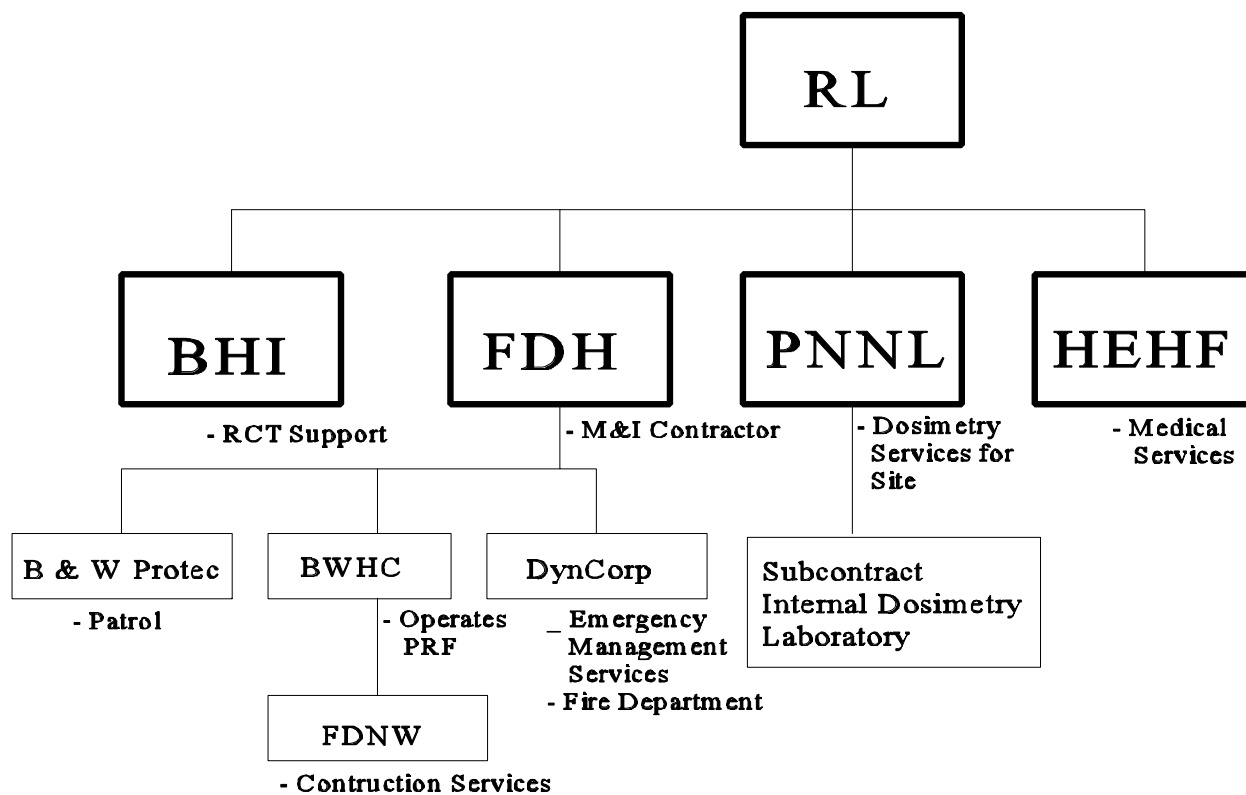 RL
BHI
- RCT Support
FDH
- M&I Contractor
PNNL
- Dosimetry
Services for
Site
HEHF
- Medical
Services
B & W Protec
- Patrol
BWHC
- Operates
PRF
DynCorp
_ Emergency
Management
Services
- Fire Department
Subcontract
Internal Dosimetry
Laboratory
FDNW
- Contruction Services